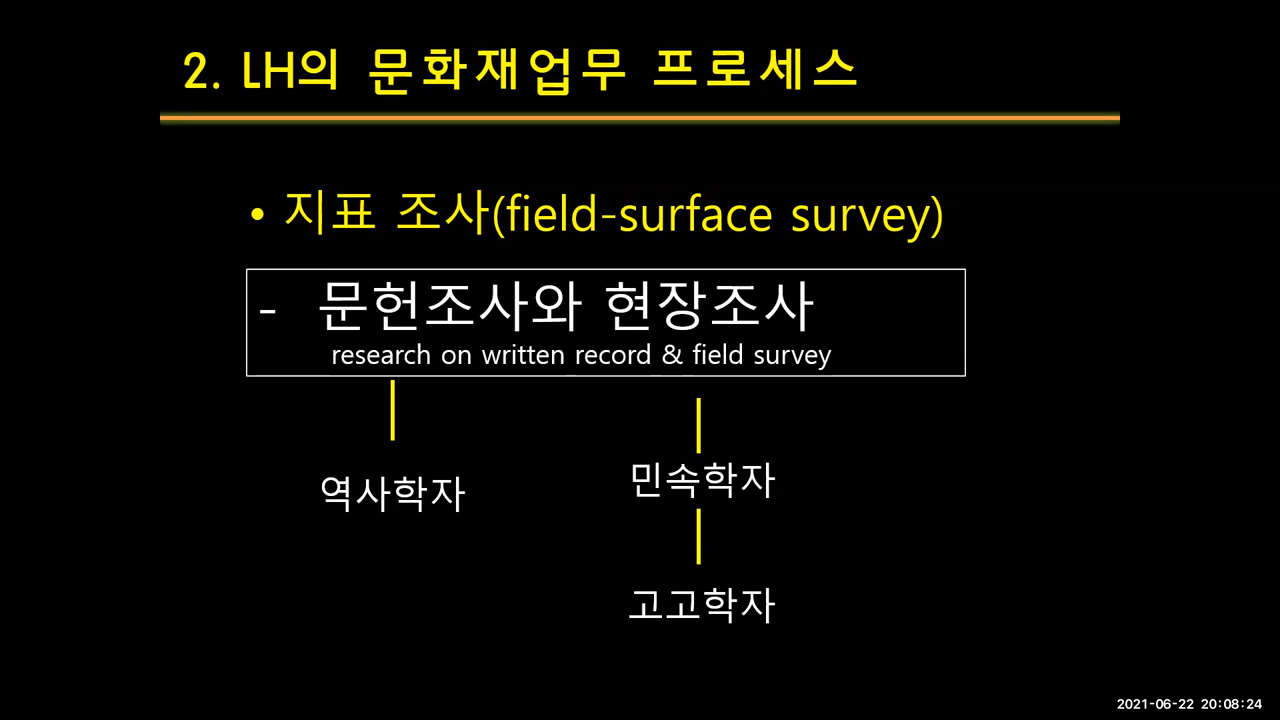 2. LH의 문화재업무 프로세스
• 지표 조사(field-surface survey)
- 문헌조사와 현장조사
research on written record & field survey
역사학자
민속학자
고고학자
2021-06-22 20:08:24